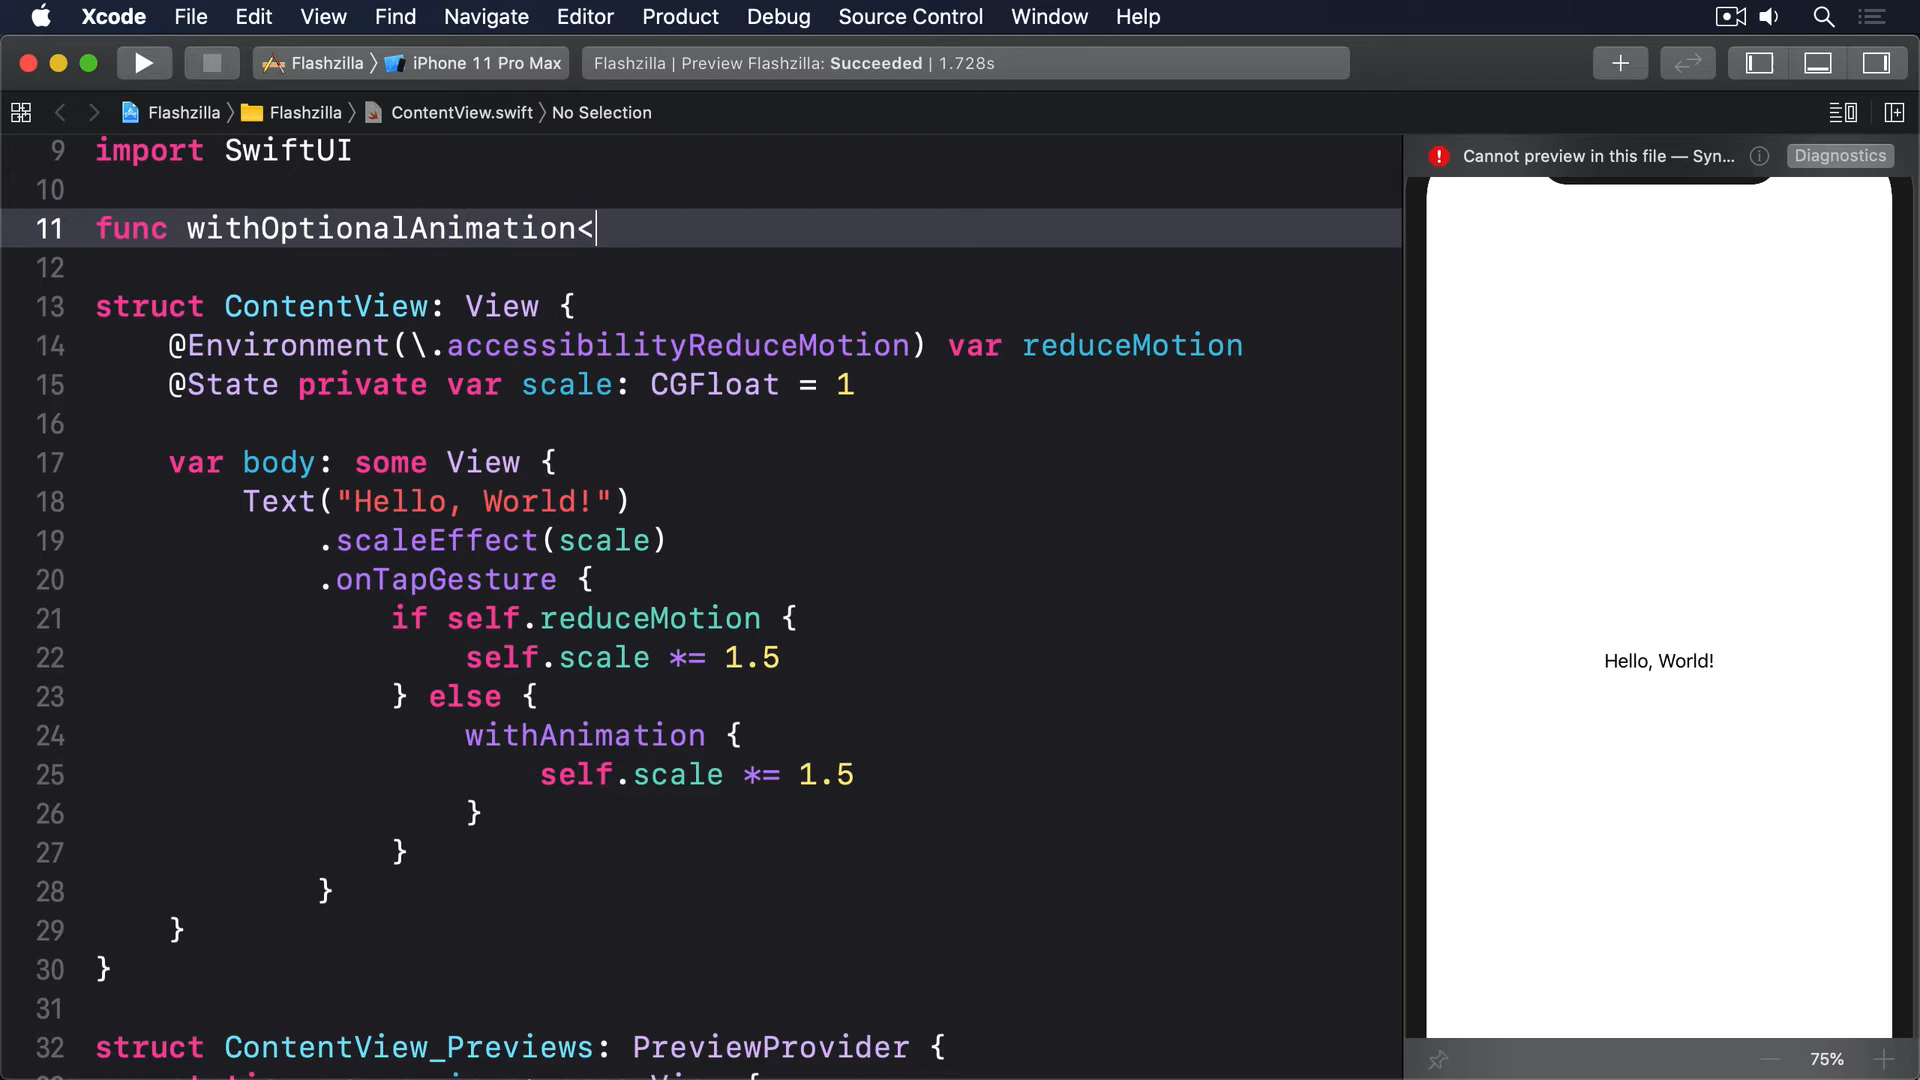 Xcode File Edit View Find Navigate Editor Product Debug Source Control Window Help
Flashzilla iPhone 11 Pro Max Flashzilla | Preview Flashzilla: Succeeded | 1.728s
Flashzilla Flashzilla ContentView.swift No Selection
9 import SwiftUI
10
11 func withOptionalAnimation<
12
13 struct ContentView: View {
14 @Environment(\.accessibilityReduceMotion) var reduceMotion
15 @State private var scale: CGFloat = 1
16
17 var body: some View {
18 Text("Hello, World!")
19 .scaleEffect(scale)
20 .onTapGesture {
21 if self.reduceMotion {
22 self.scale *= 1.5
23 } else {
24 withAnimation {
25 self.scale *= 1.5
26 }
27 }
28 }
29 }
30 }
31
32 struct ContentView_Previews: PreviewProvider {
Cannot preview in this file — Syn... Diagnostics
Hello, World!
75%